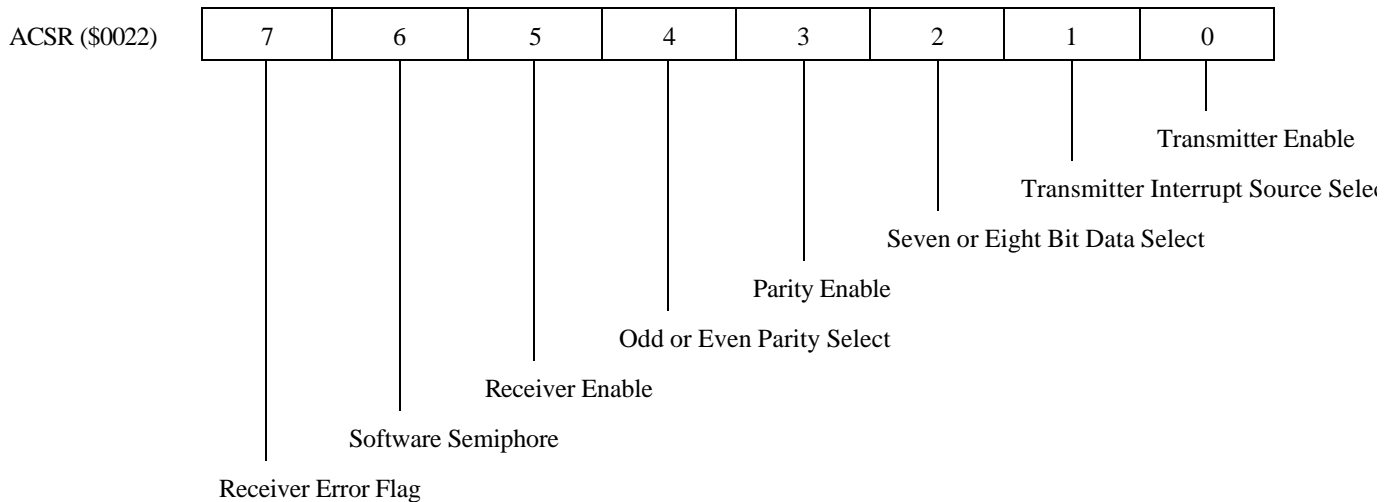 ACSR ($0022) 7 6 5 4 3 2 1 0
Transmitter Enable
Transmitter Interrupt Source
Seven or Eight Bit Data Select
Parity Enable
Odd or Even Parity Select
Receiver Enable
Software Semiphore
Receiver Error Flag